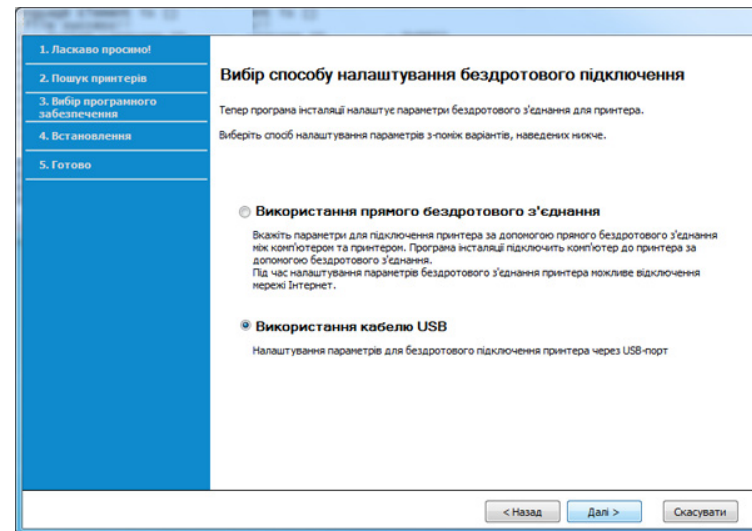 1. Ласкаво просимо!
2. Пошук принтерів
3. Вибір програмного
забезпечення
4. Встановлення
5. Готово
Вибір способу налаштування бездротового підключення
Тепер програма інсталяції налаштує параметри бездротового з'єднання для принтера.
Виберіть спосіб налаштування параметрів з-поміж варіантів, наведених нижче.
Використання прямого бездротового з'єднання
Вкажіть параметри для підключення принтера за допомогою прямого бездротового з'єднання
між комп'ютером та принтером. Програма інсталяції підключить комп'ютер до принтера за
допомогою бездротового з'єднання.
Під час налаштування параметрів бездротового з'єднання принтера можливе відключення
мережі Інтернет.
Використання кабелю USB
Налаштування параметрів для бездротового підключення принтера через USB-порт
< Назад
Далі >
Скасувати